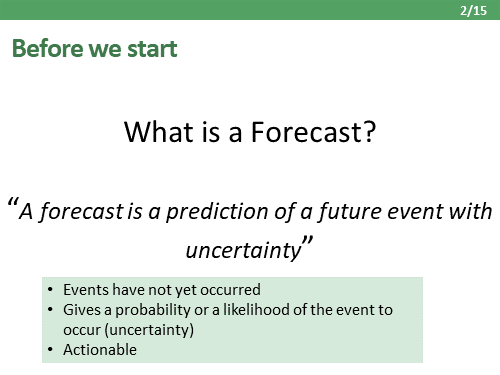 2/15
Before we start
What is a Forecast?
“A forecast is a prediction of a future event with
uncertainty”
• Events have not yet occurred
• Gives a probability or a likelihood of the event to
occur (uncertainty)
• Actionable